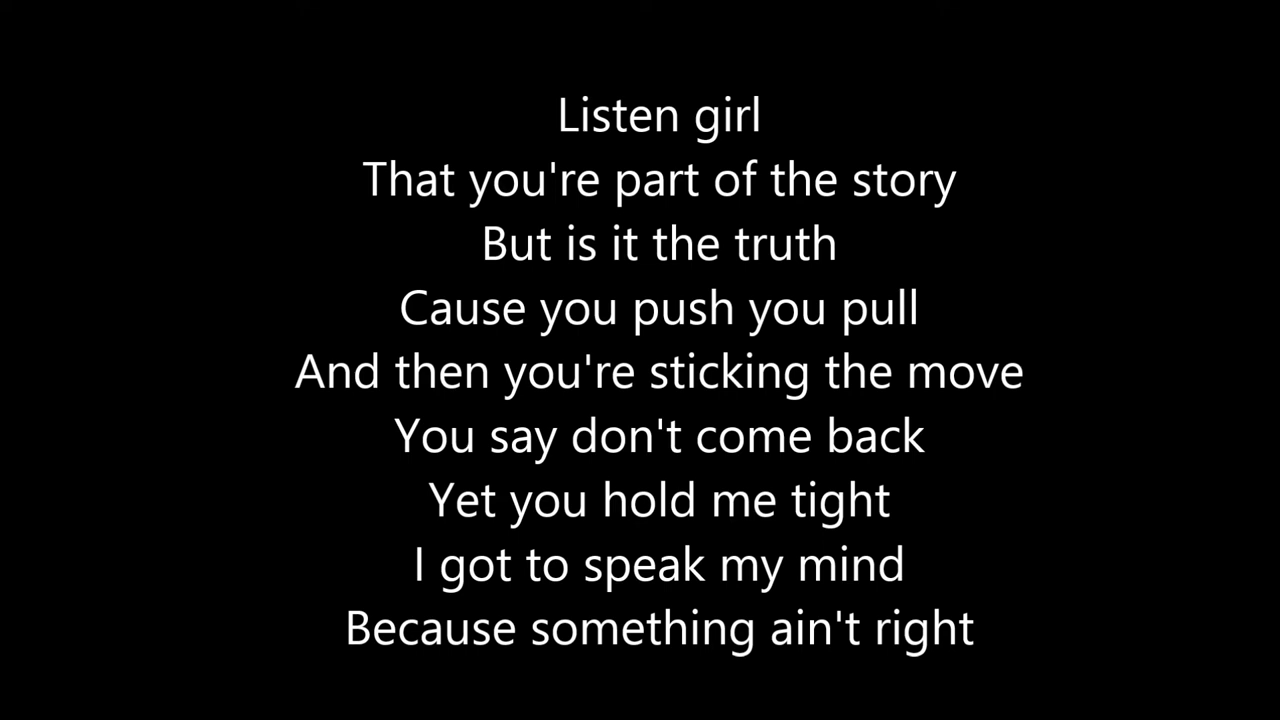 Listen girl
That you're part of the story
But is it the truth
Cause you push you pull
And then you're sticking the move
You say don't come back
Yet you hold me tight
I got to speak my mind
Because something ain't right